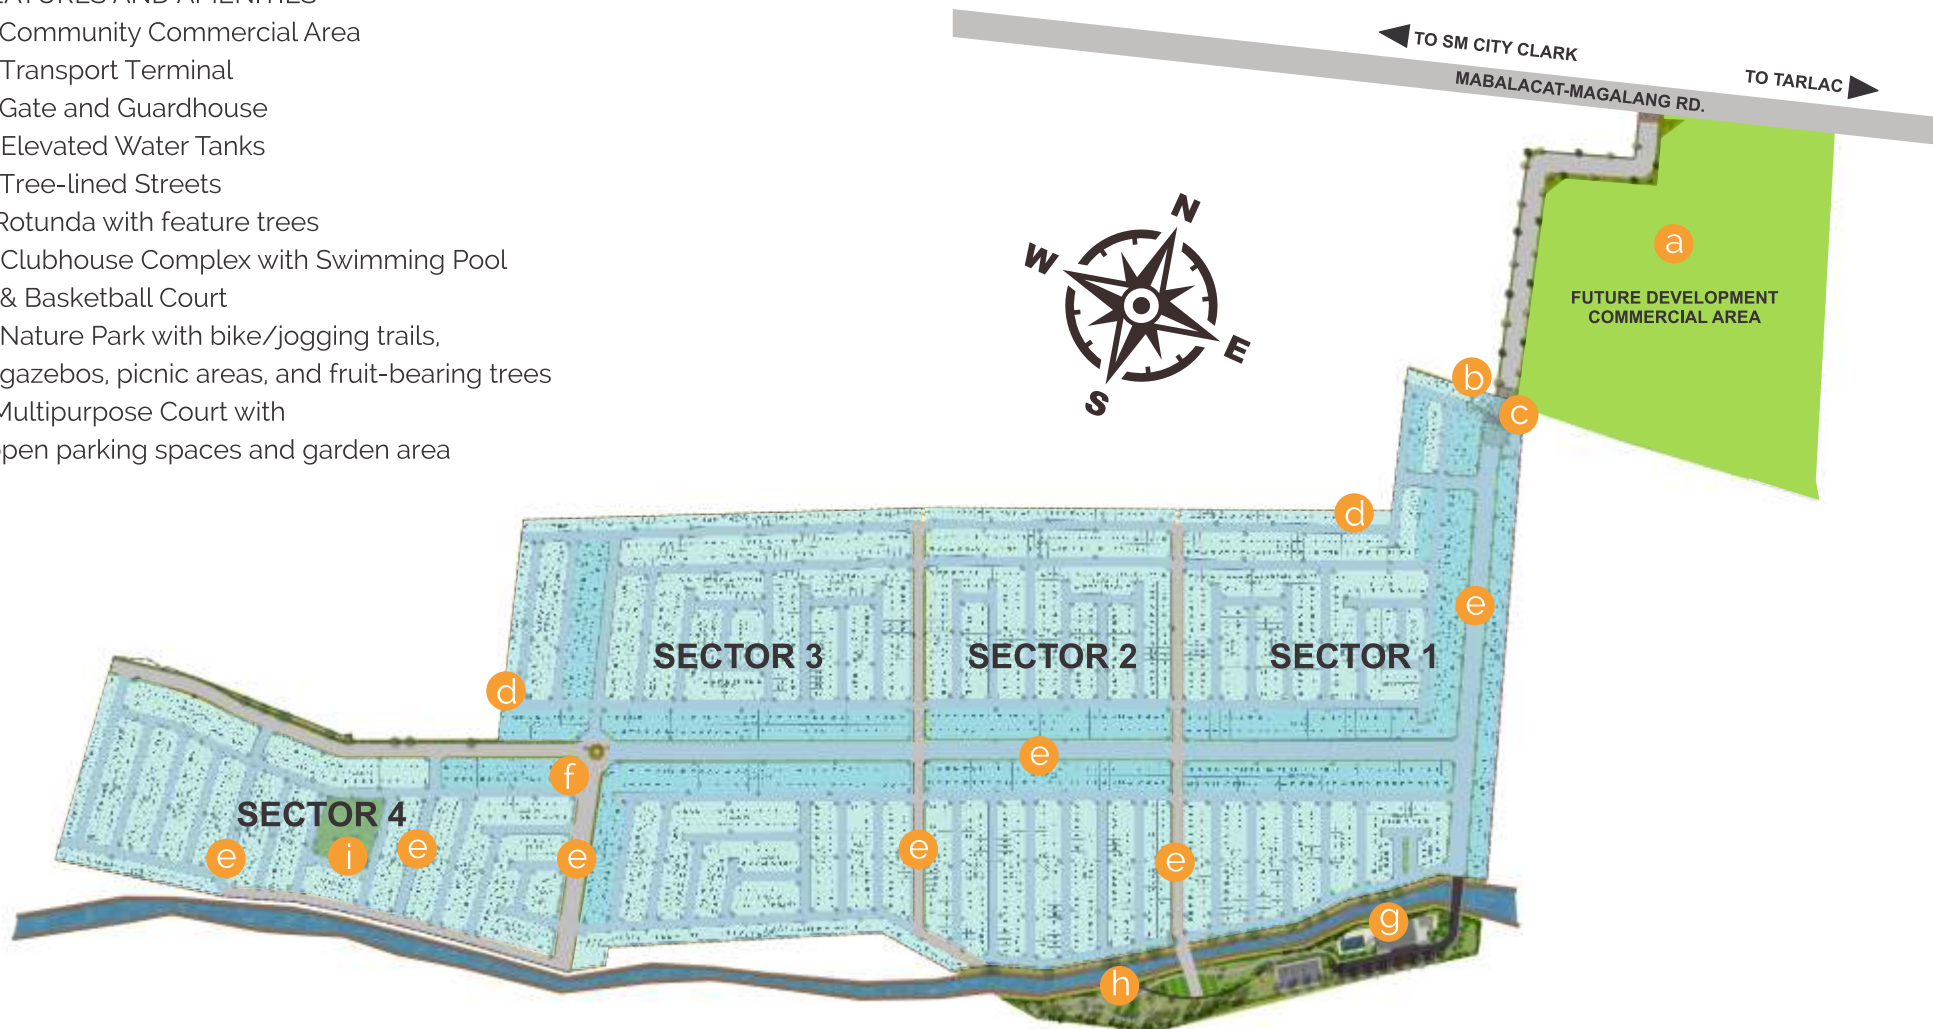 Community Commercial Area
Transport Terminal
Gate and Guardhouse
Elevated Water Tanks
Tree-lined Streets
Rotunda with feature trees
Clubhouse Complex with Swimming Pool
& Basketball Court
Nature Park with bike/jogging trails,
gazebos, picnic areas, and fruit-bearing trees
Multipurpose Court with
open parking spaces and garden area
TO SM CITY CLARK
TO TARLAC
MABALACAT-MAGALANG RD.
N
W
E
S
a
FUTURE DEVELOPMENT
COMMERCIAL AREA
b
c
d
e
SECTOR 3
SECTOR 2
SECTOR 1
d
e
f
SECTOR 4
e
i
e
e
e
e
g
h